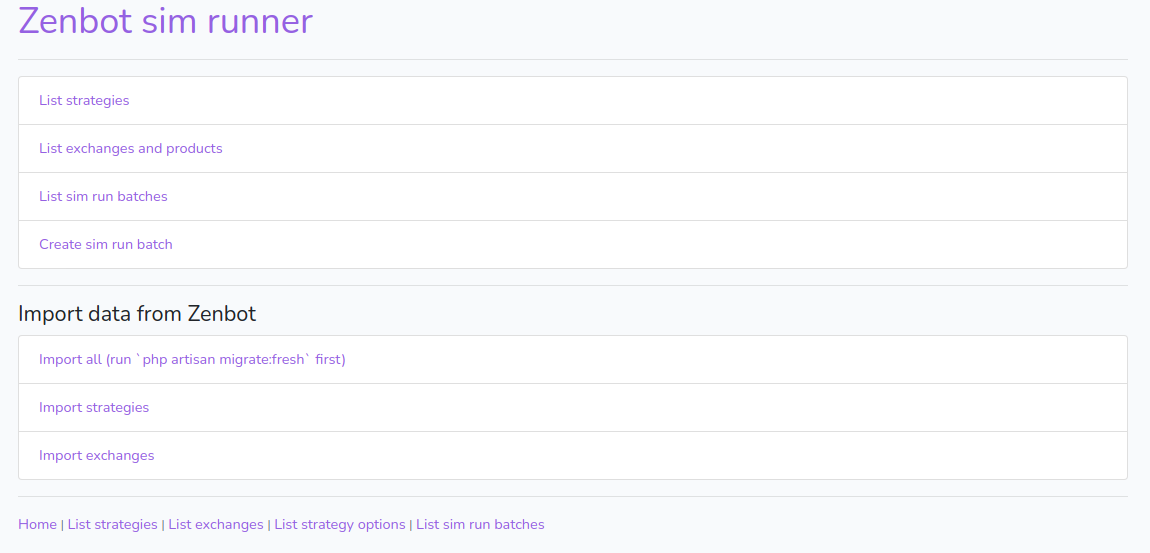 Zenbot sim runner
List strategies
List exchanges and products
List sim run batches
Create sim run batch
Import data from Zenbot
Import all (run `php artisan migrate:fresh` first)
Import strategies
Import exchanges
Home | List strategies | List exchanges | List strategy options | List sim run batches